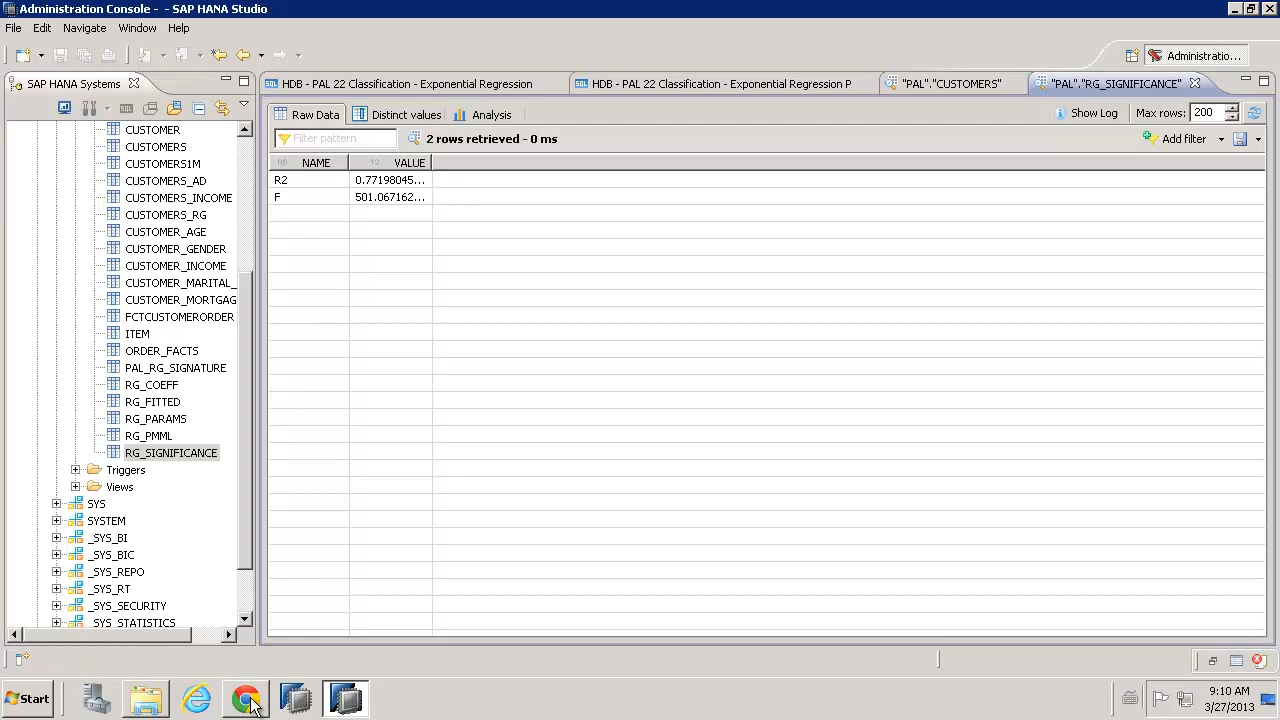 Administration Console - - SAP HANA Studio
File Edit Navigate Window Help
Administratio...
SAP HANA Systems
HDB - PAL 22 Classification - Exponential Regression
HDB - PAL 22 Classification - Exponential Regression P
"PAL"."CUSTOMERS"
"PAL"."RG_SIGNIFICANCE"
Raw Data
Distinct values
Analysis
Show Log
Max rows: 200
Filter pattern
2 rows retrieved - 0 ms
Add filter
AB NAME 12 VALUE
R2 0.77198045...
F 501.067162...
CUSTOMER
CUSTOMERS
CUSTOMERS1M
CUSTOMERS_AD
CUSTOMERS_INCOME
CUSTOMERS_RG
CUSTOMER_AGE
CUSTOMER_GENDER
CUSTOMER_INCOME
CUSTOMER_MARITAL_
CUSTOMER_MORTGAG
FCTCUSTOMERORDER
ITEM
ORDER_FACTS
PAL_RG_SIGNATURE
RG_COEFF
RG_FITTED
RG_PARAMS
RG_PMML
RG_SIGNIFICANCE
Triggers
Views
SYS
SYSTEM
_SYS_BI
_SYS_BIC
_SYS_REPO
_SYS_RT
_SYS_SECURITY
_SYS_STATISTICS
Start
9:10 AM
3/27/2013